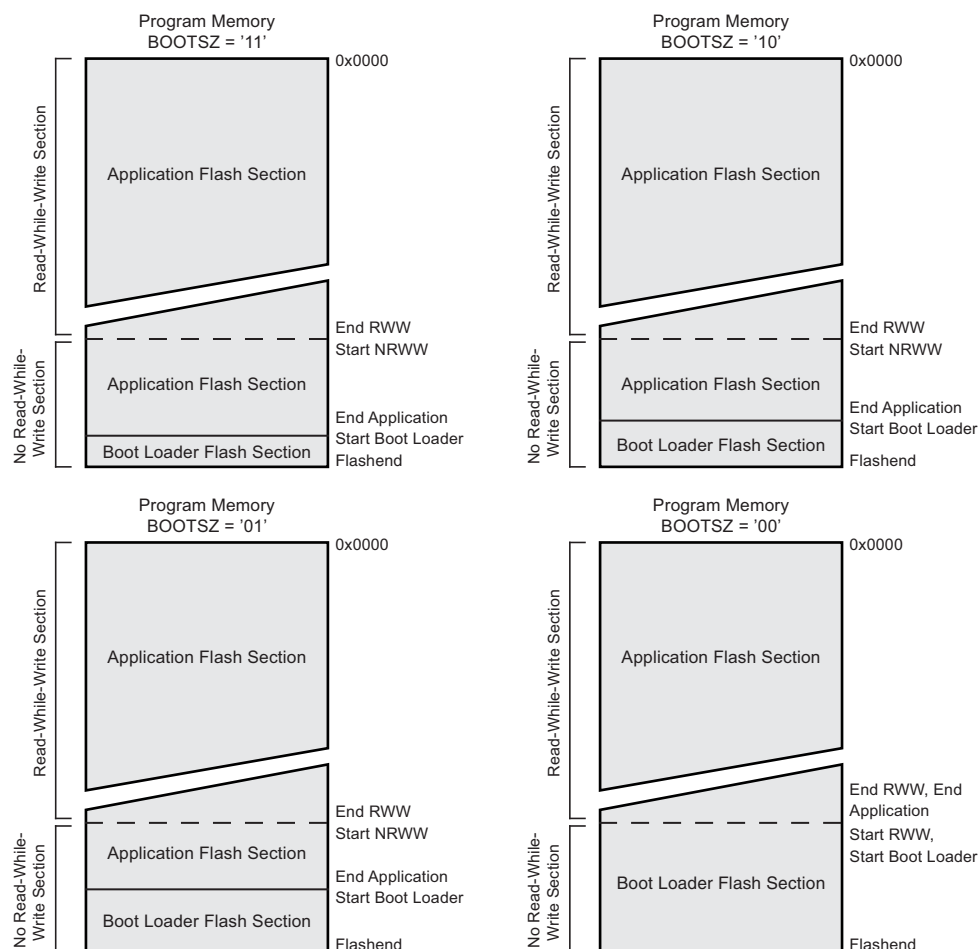 Program Memory
BOOTSZ = '11'
0x0000
Read-While-Write Section
Application Flash Section
End RWW
Start NRWW
No Read-While-
Write Section
Application Flash Section
End Application
Start Boot Loader
Boot Loader Flash Section
Flashend
Program Memory
BOOTSZ = '10'
0x0000
Read-While-Write Section
Application Flash Section
End RWW
Start NRWW
No Read-While-
Write Section
Application Flash Section
End Application
Start Boot Loader
Boot Loader Flash Section
Flashend
Program Memory
BOOTSZ = '01'
0x0000
Read-While-Write Section
Application Flash Section
End RWW
Start NRWW
No Read-While-
Write Section
Application Flash Section
End Application
Start Boot Loader
Boot Loader Flash Section
Flashend
Program Memory
BOOTSZ = '00'
0x0000
Read-While-Write Section
Application Flash Section
End RWW, End
Application
Start RWW,
Start Boot Loader
No Read-While-
Write Section
Boot Loader Flash Section
Flashend